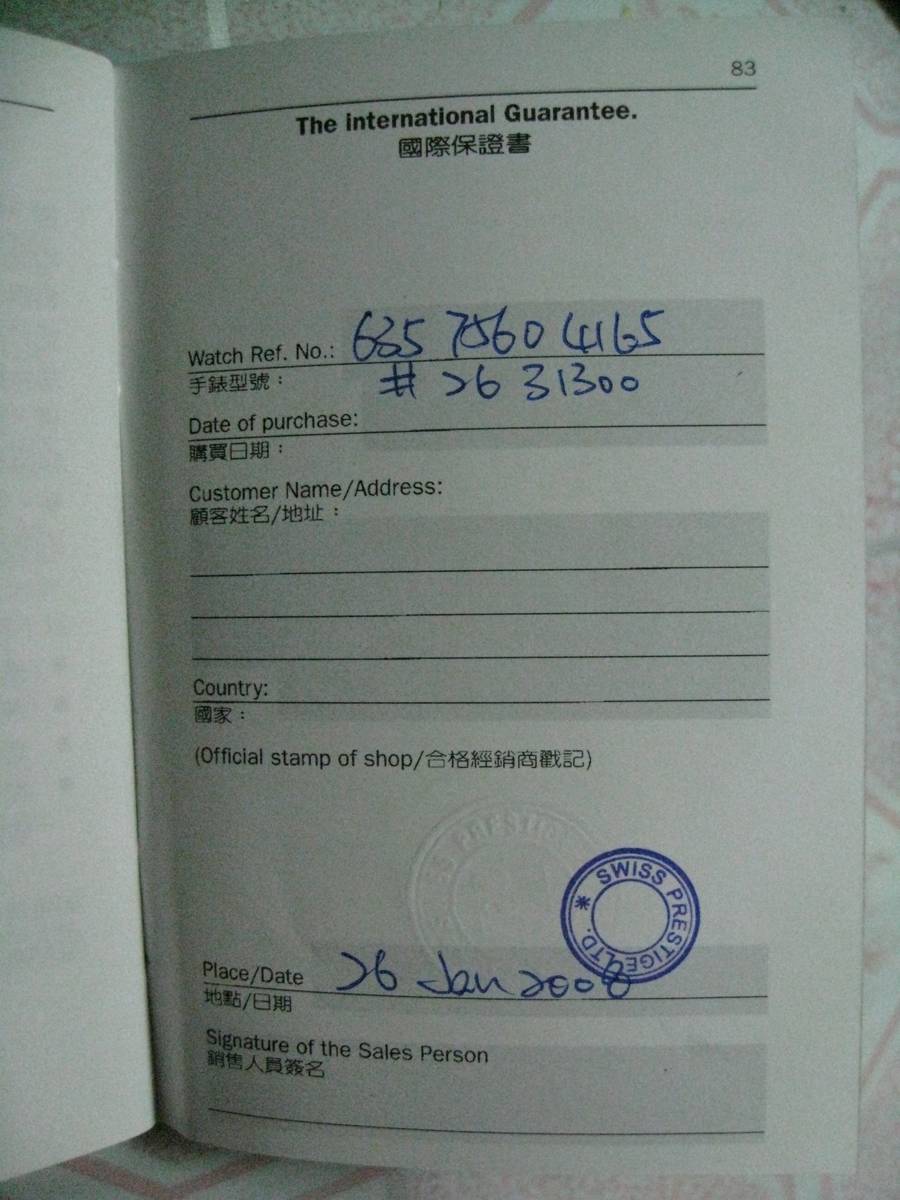 83
The international Guarantee.
國際保證書
Watch Ref. No.: 635 7560 4165
手錶型號： # 26 31300
Date of purchase:
購買日期：
Customer Name/Address:
顧客姓名/地址：
Country:
國家：
(Official stamp of shop/合格經銷商戳記)
* SWISS PRESTIGE LTD.
Place/Date 26 Jan 2008
地點/日期
Signature of the Sales Person
銷售人員簽名